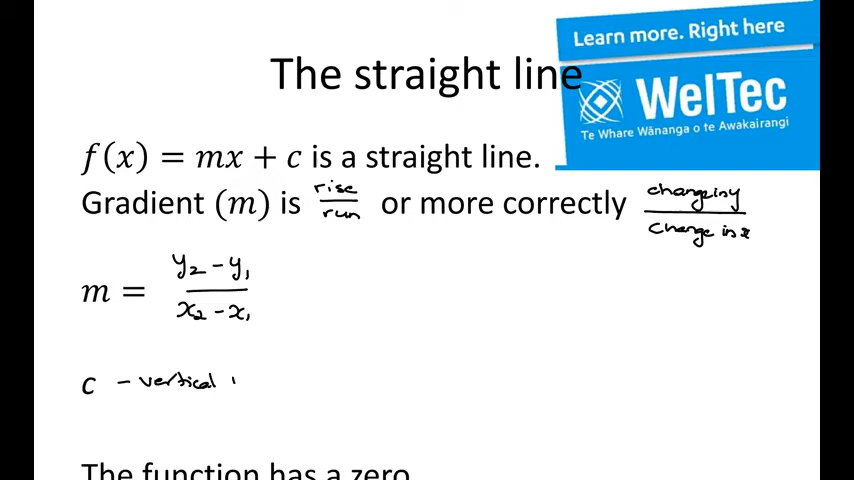 Learn more. Right here
The straight line
WelTec
Te Whare Wānanga o te Awakairangi
f(x) = mx + c is a straight line.
Gradient (m) is rise/run or more correctly change in y/change in x
m = y₂ - y₁/x₂ - x₁
c - vertical
The function has a zero